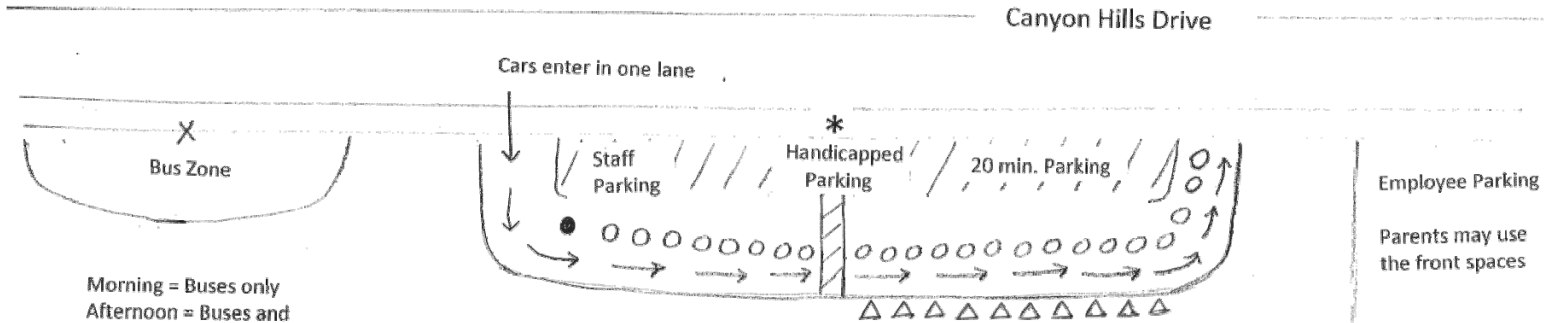 Canyon Hills Drive
Cars enter in one lane
X
*
Bus Zone
Staff
Parking
Handicapped
Parking
20 min. Parking
Employee Parking
Parents may use
the front spaces
Morning = Buses only
Afternoon = Buses and